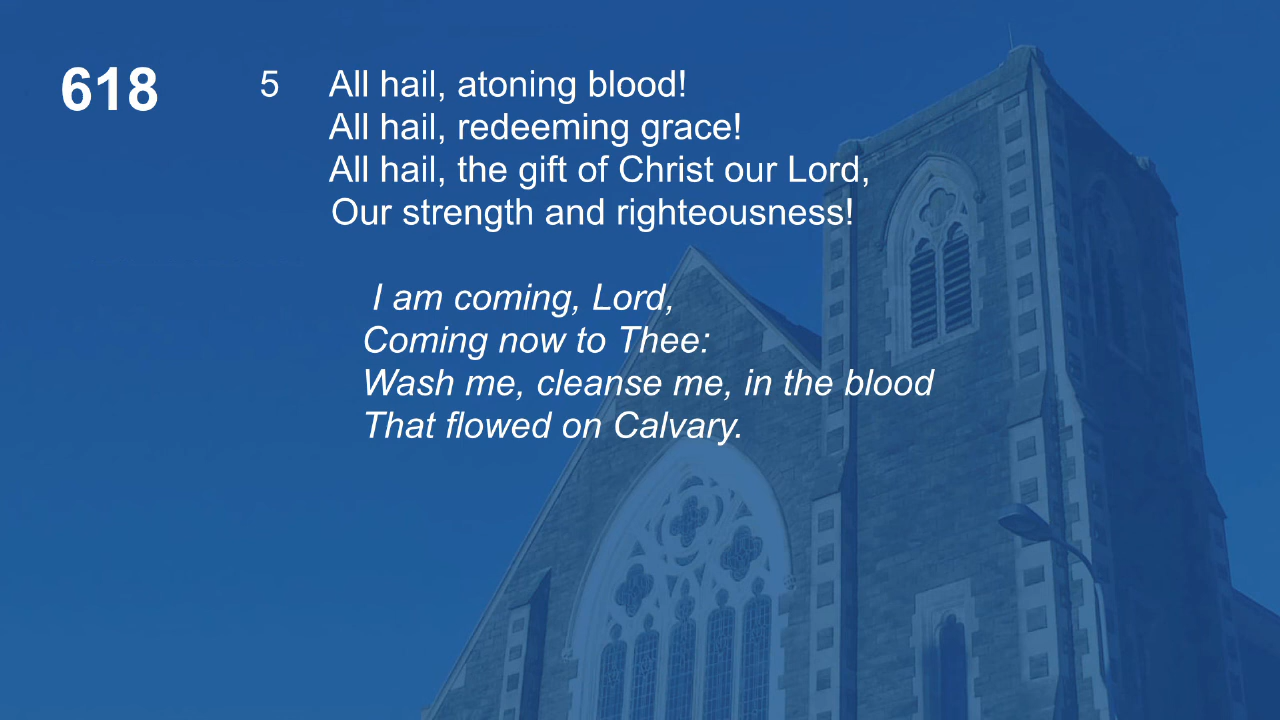 618
5 All hail, atoning blood!
All hail, redeeming grace!
All hail, the gift of Christ our Lord,
Our strength and righteousness!
I am coming, Lord,
Coming now to Thee:
Wash me, cleanse me, in the blood
That flowed on Calvary.